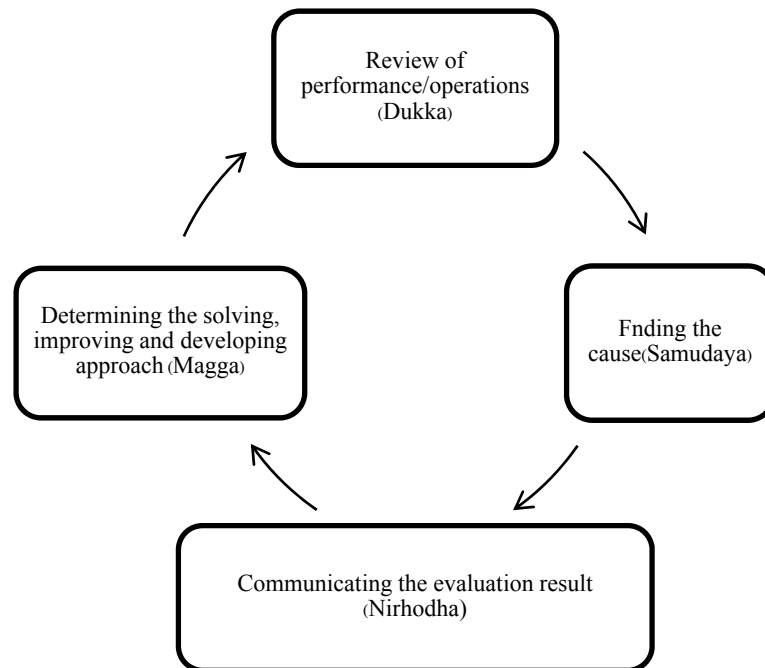 Review of
performance/operations
(Dukka)
Fnding the
cause(Samudaya)
Communicating the evaluation result
(Nirhodha)
Determining the solving,
improving and developing
approach (Magga)